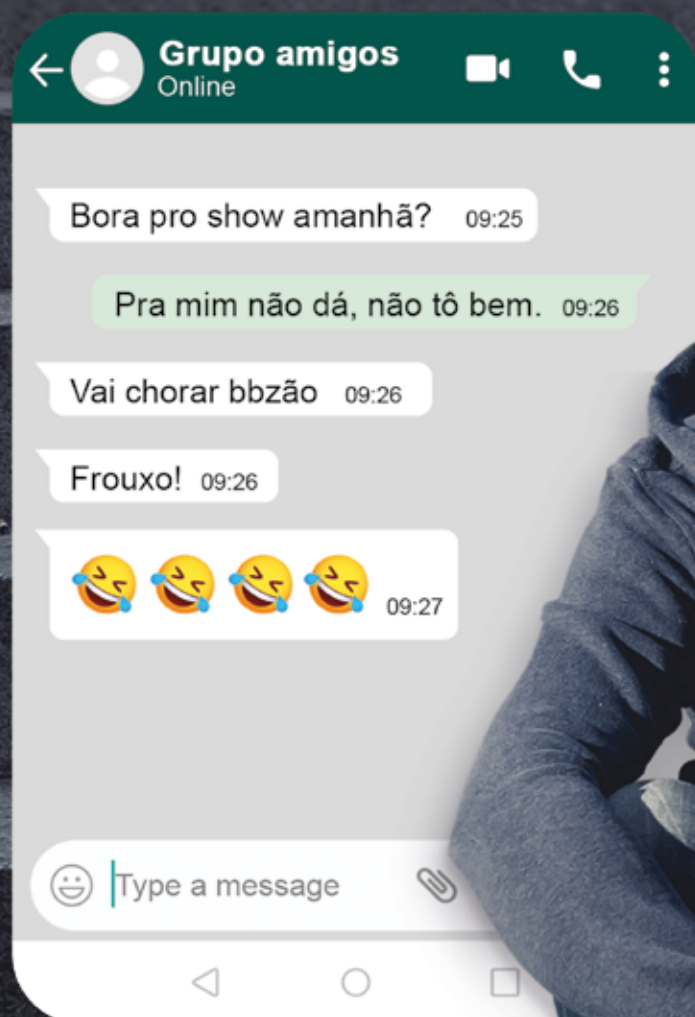 Grupo amigos
Online
Bora pro show amanhã? 09:25
Pra mim não dá, não tô bem. 09:26
Vai chorar bbzão 09:26
Frouxo! 09:26
🤣🤣🤣🤣 09:27
Type a message